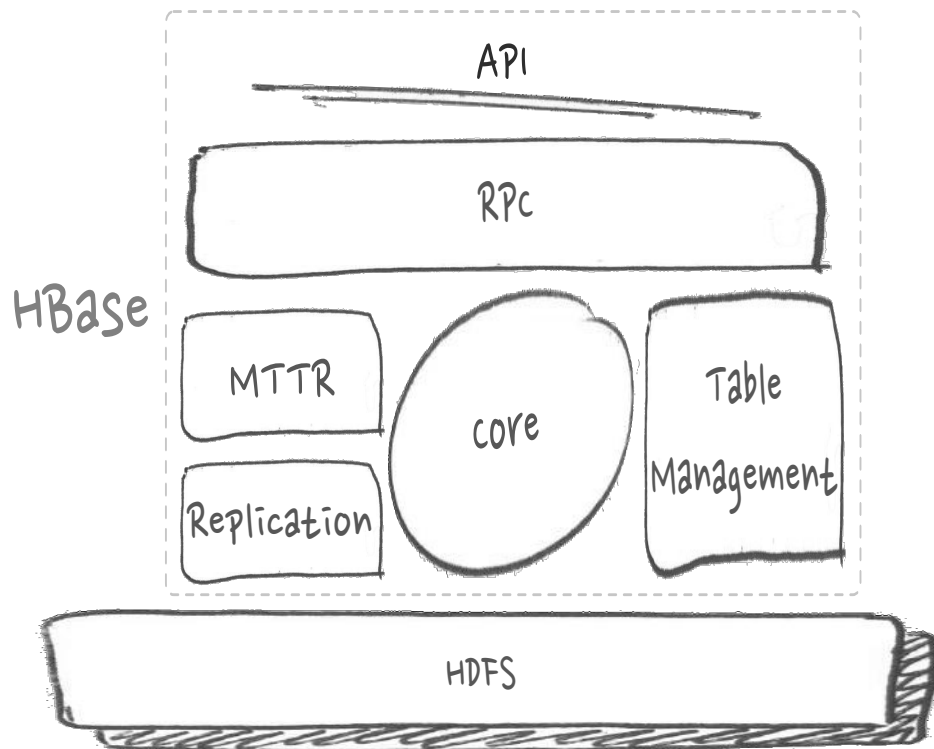 API
RPC
HBase
MTTR
core
Table
Management
Replication
HDFS